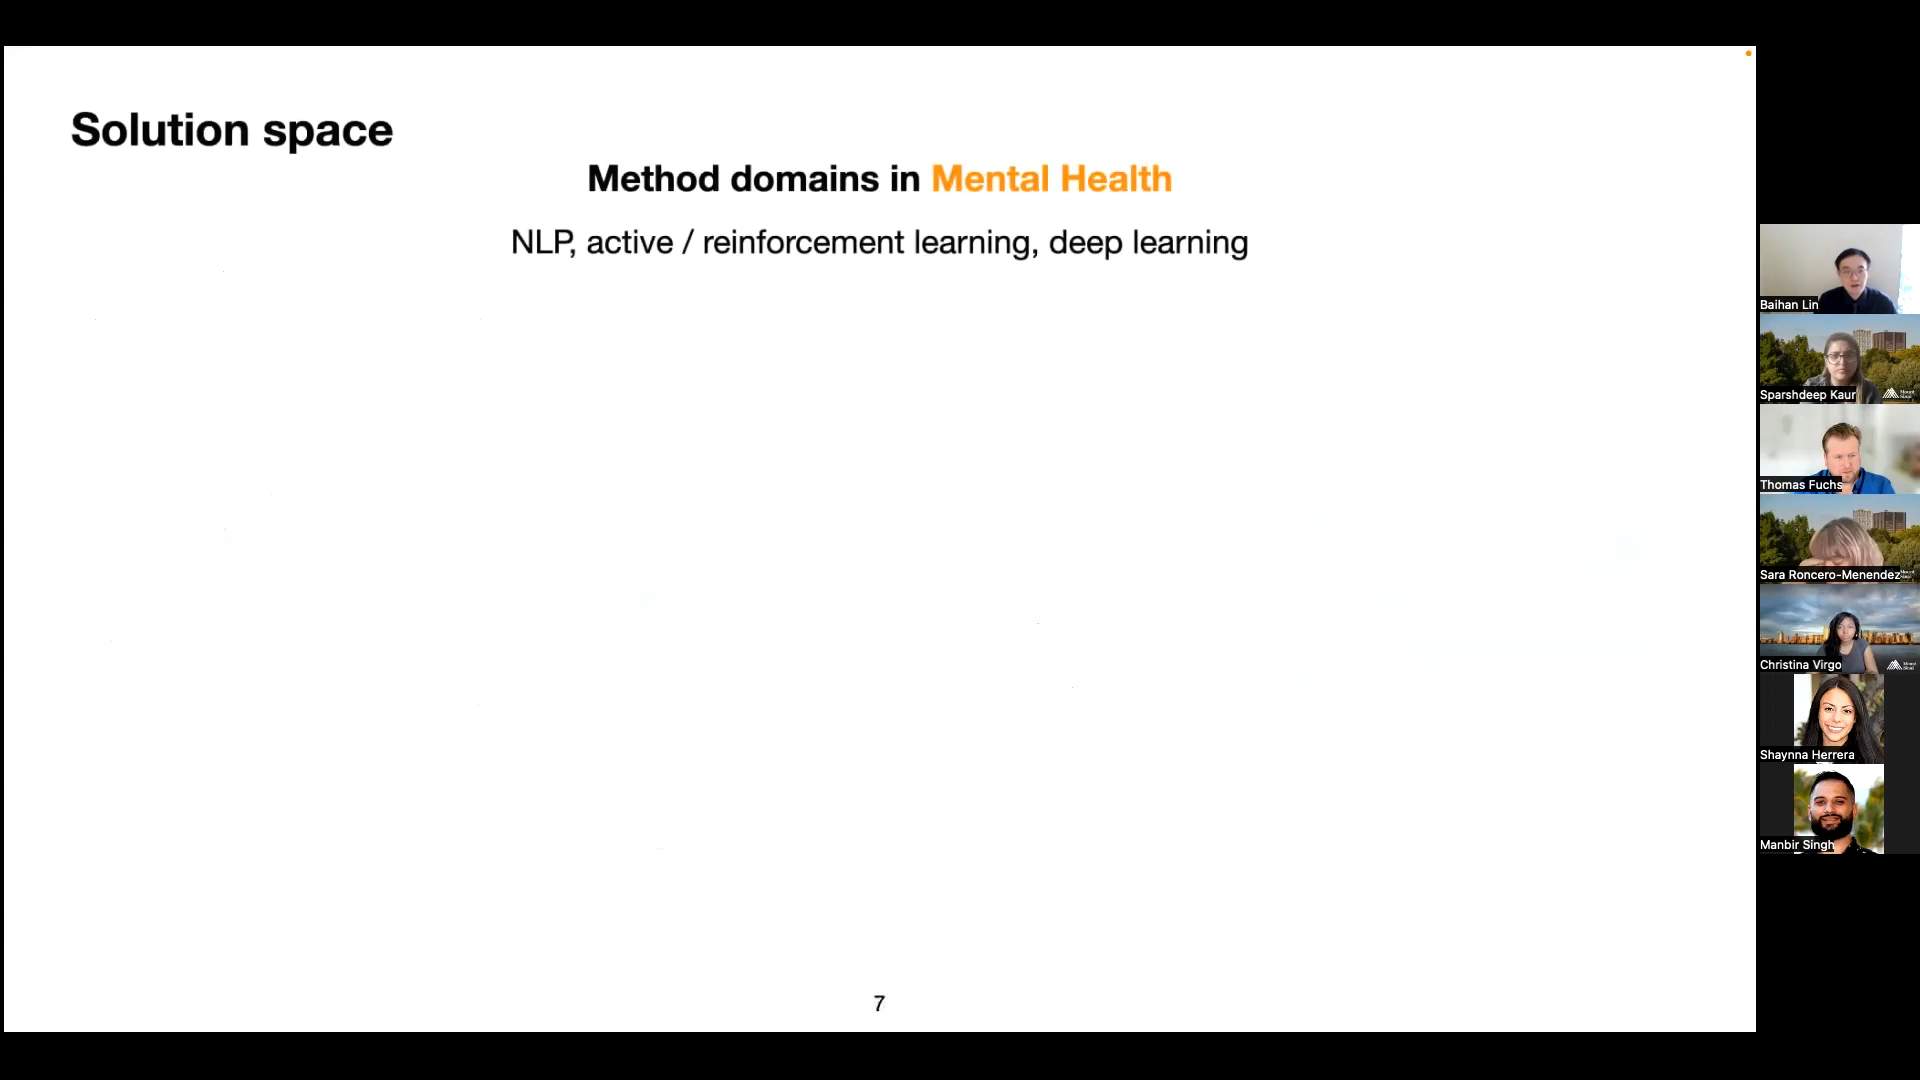 Solution space
Method domains in Mental Health
NLP, active / reinforcement learning, deep learning
7
Baihan Lin
Sparshdeep Kaur
Thomas Fuchs
Sara Roncero-Menendez
Christina Virgo
Shaynna Herrera
Manbir Singh